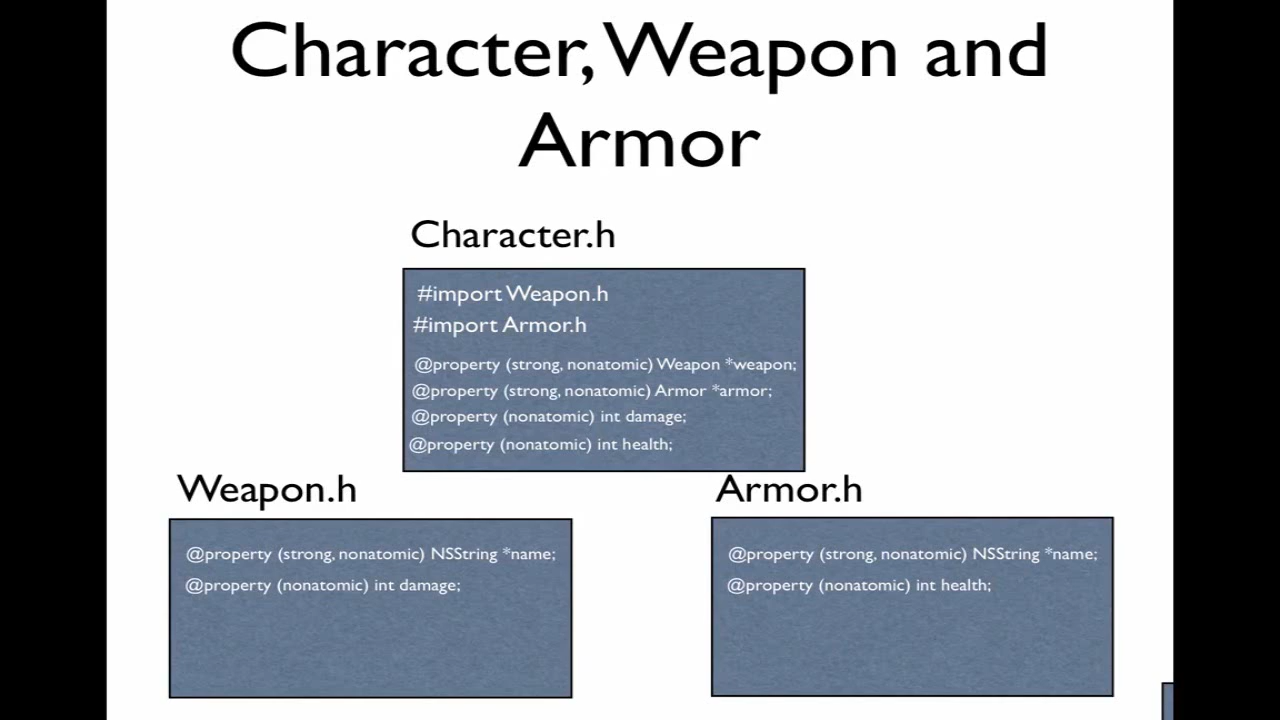 Character, Weapon and
Armor
Character.h
#import Weapon.h
#import Armor.h
@property (strong, nonatomic) Weapon *weapon;
@property (strong, nonatomic) Armor *armor;
@property (nonatomic) int damage;
@property (nonatomic) int health;
Weapon.h
@property (strong, nonatomic) NSString *name;
@property (nonatomic) int damage;
Armor.h
@property (strong, nonatomic) NSString *name;
@property (nonatomic) int health;